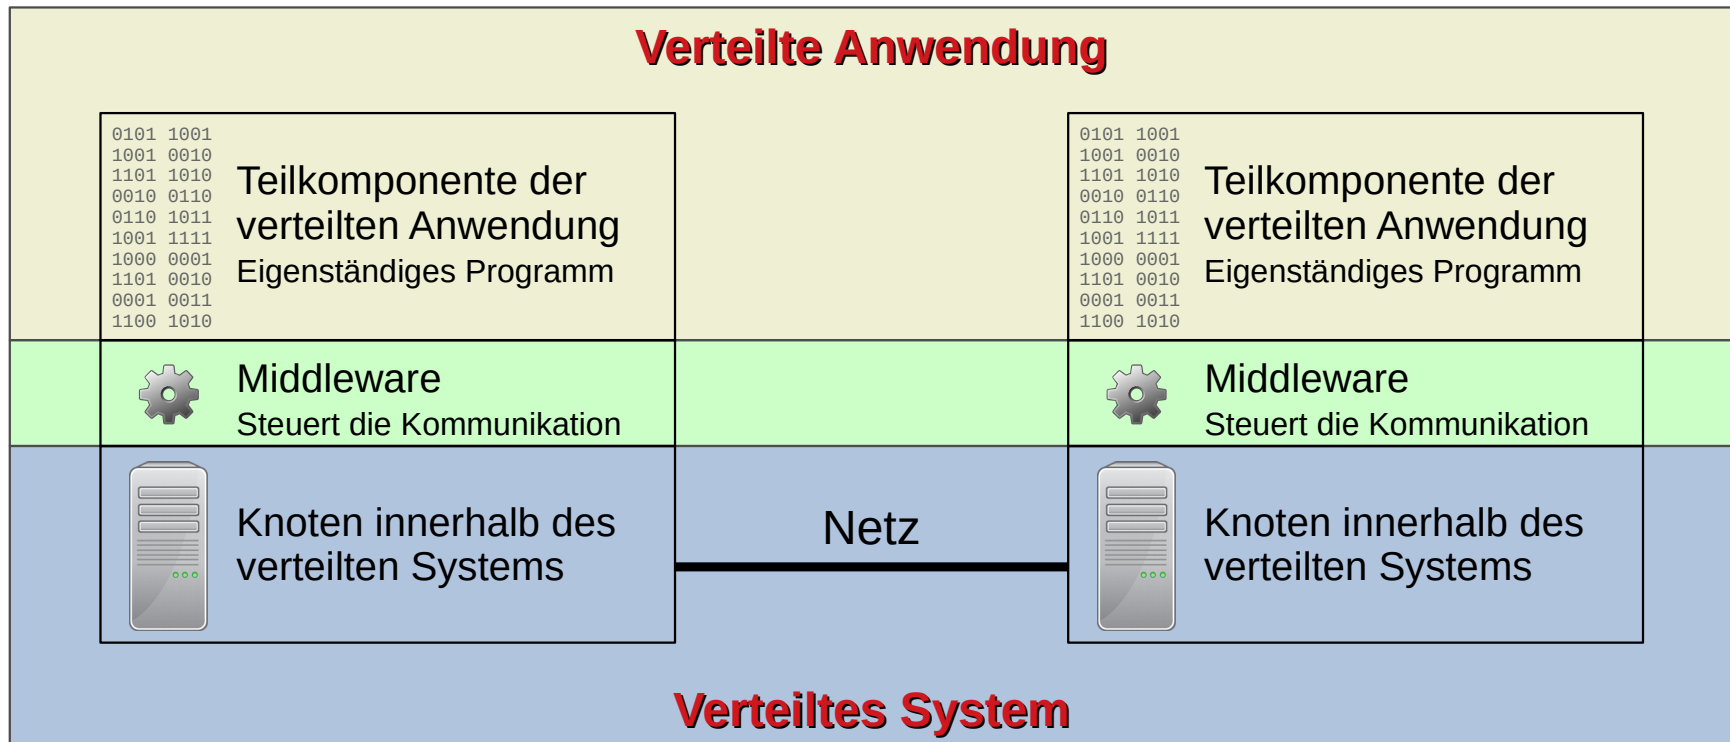 Verteilte Anwendung
0101 1001
1001 0010
1101 1010
0010 0110
0110 1011
1001 1111
1000 0001
1101 0010
0001 0011
1100 1010
Teilkomponente der
verteilten Anwendung
Eigenständiges Programm
0101 1001
1001 0010
1101 1010
0010 0110
0110 1011
1001 1111
1000 0001
1101 0010
0001 0011
1100 1010
Teilkomponente der
verteilten Anwendung
Eigenständiges Programm
Middleware
Steuert die Kommunikation
Middleware
Steuert die Kommunikation
Knoten innerhalb des
verteilten Systems
Netz
Knoten innerhalb des
verteilten Systems
Verteiltes System